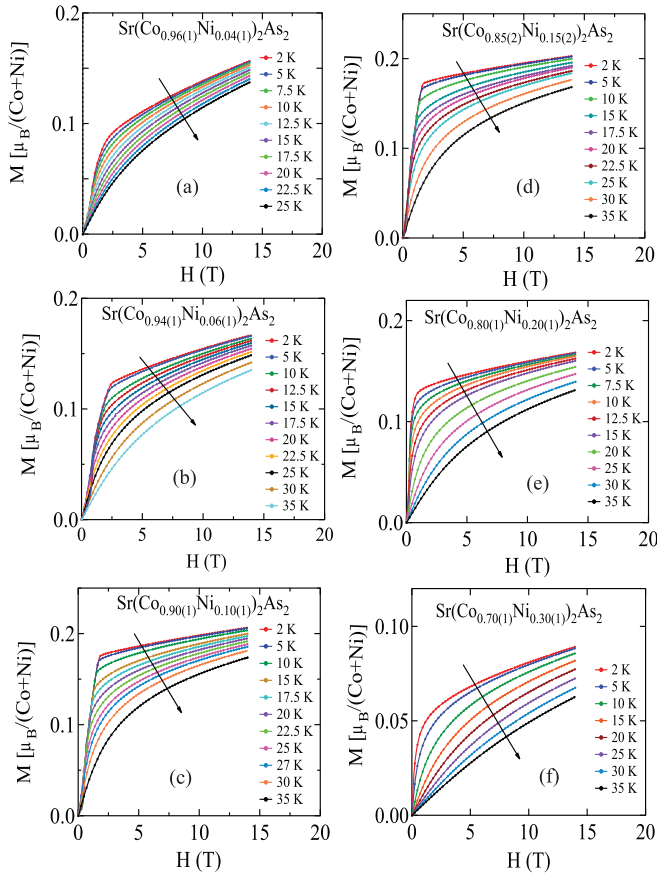 Sr(Co0.96(1)Ni0.04(1))2As2
M [μB/(Co+Ni)]
0.2
0.1
0.0
2 K
5 K
7.5 K
10 K
12.5 K
15 K
17.5 K
20 K
22.5 K
25 K
(a)
0 5 10 15 20
H (T)
Sr(Co0.85(2)Ni0.15(2))2As2
M [μB/(Co+Ni)]
0.2
0.1
0.0
2 K
5 K
10 K
15 K
17.5 K
20 K
22.5 K
25 K
30 K
35 K
(d)
0 5 10 15 20
H (T)
Sr(Co0.94(1)Ni0.06(1))2As2
M [μB/(Co+Ni)]
0.2
0.1
0.0
2 K
5 K
10 K
12.5 K
15 K
17.5 K
20 K
22.5 K
25 K
30 K
35 K
(b)
0 5 10 15 20
H (T)
Sr(Co0.80(1)Ni0.20(1))2As2
M [μB/(Co+Ni)]
0.2
0.1
0.0
2 K
5 K
7.5 K
10 K
12.5 K
15 K
20 K
25 K
30 K
35 K
(e)
0 5 10 15 20
H (T)
Sr(Co0.90(1)Ni0.10(1))2As2
M [μB/(Co+Ni)]
0.2
0.1
0.0
2 K
5 K
10 K
15 K
17.5 K
20 K
22.5 K
25 K
27 K
30 K
35 K
(c)
0 5 10 15 20
H (T)
Sr(Co0.70(1)Ni0.30(1))2As2
M [μB/(Co+Ni)]
0.10
0.05
0.00
2 K
5 K
10 K
15 K
20 K
25 K
30 K
35 K
(f)
0 5 10 15 20
H (T)